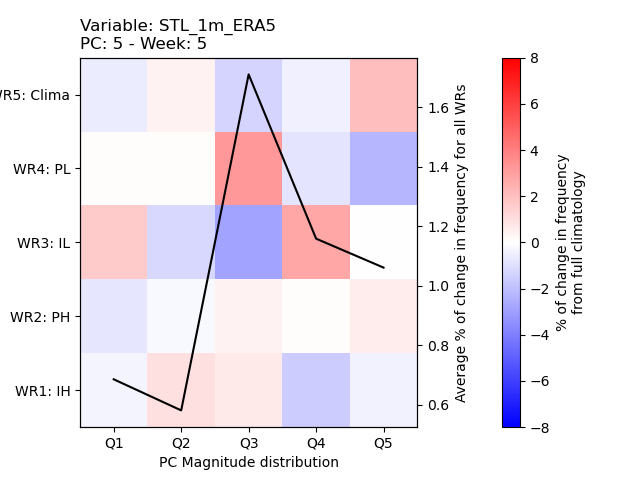 Variable: STL_1m_ERA5
PC: 5 - Week: 5
WR5: Clima
WR4: PL
WR3: IL
WR2: PH
WR1: IH
Q1 Q2 Q3 Q4 Q5
PC Magnitude distribution
1.6
1.4
1.2
1.0
0.8
0.6
Average % of change in frequency for all WRs
8
6
4
2
0
−2
−4
−6
−8
% of change in frequency
from full climatology